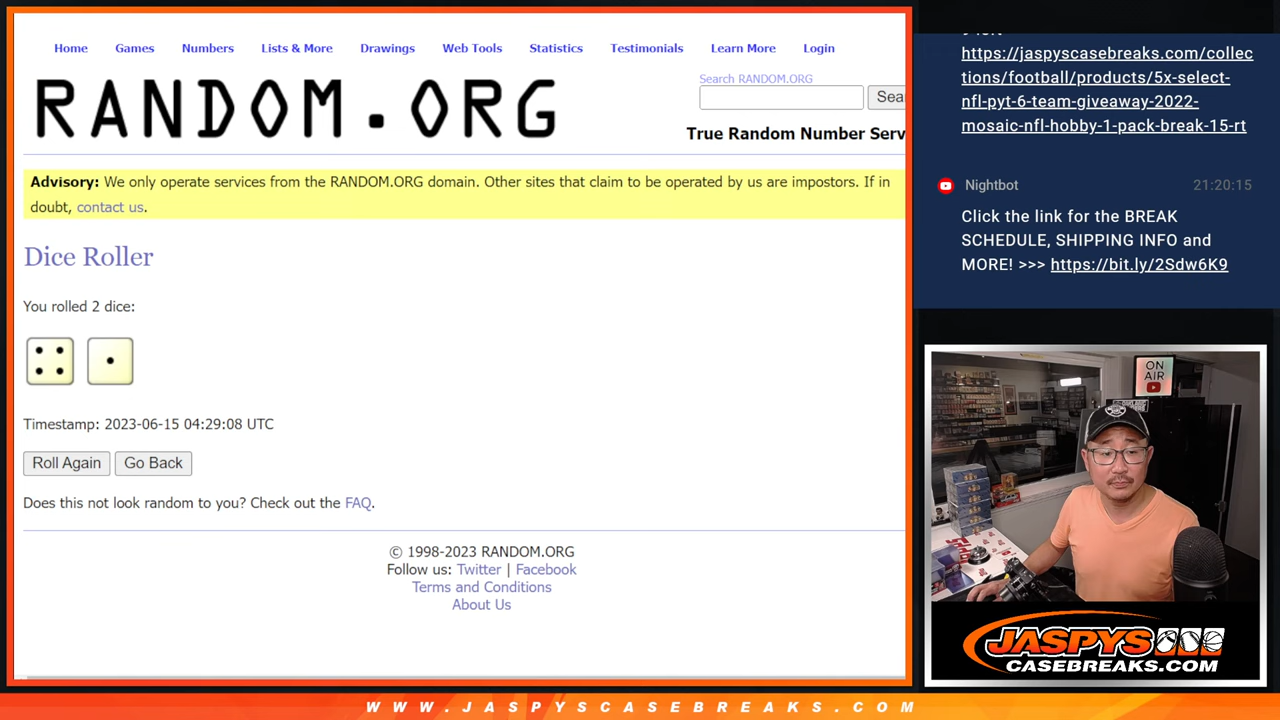 Home Games Numbers Lists & More Drawings Web Tools Statistics Testimonials Learn More Login
RANDOM.ORG
Search RANDOM.ORG
Sea
True Random Number Serv
Advisory: We only operate services from the RANDOM.ORG domain. Other sites that claim to be operated by us are impostors. If in
doubt, contact us.
Dice Roller
You rolled 2 dice:
Timestamp: 2023-06-15 04:29:08 UTC
Roll Again Go Back
Does this not look random to you? Check out the FAQ.
© 1998-2023 RANDOM.ORG
Follow us: Twitter | Facebook
Terms and Conditions
About Us
https://jaspyscasebreaks.com/collec
tions/football/products/5x-select-
nfl-pyt-6-team-giveaway-2022-
mosaic-nfl-hobby-1-pack-break-15-rt
Nightbot 21:20:15
Click the link for the BREAK
SCHEDULE, SHIPPING INFO and
MORE! >>> https://bit.ly/2Sdw6K9
ON
AIR
JASPYS
CASEBREAKS.COM
WWW.JASPYSCASEBREAKS.COM